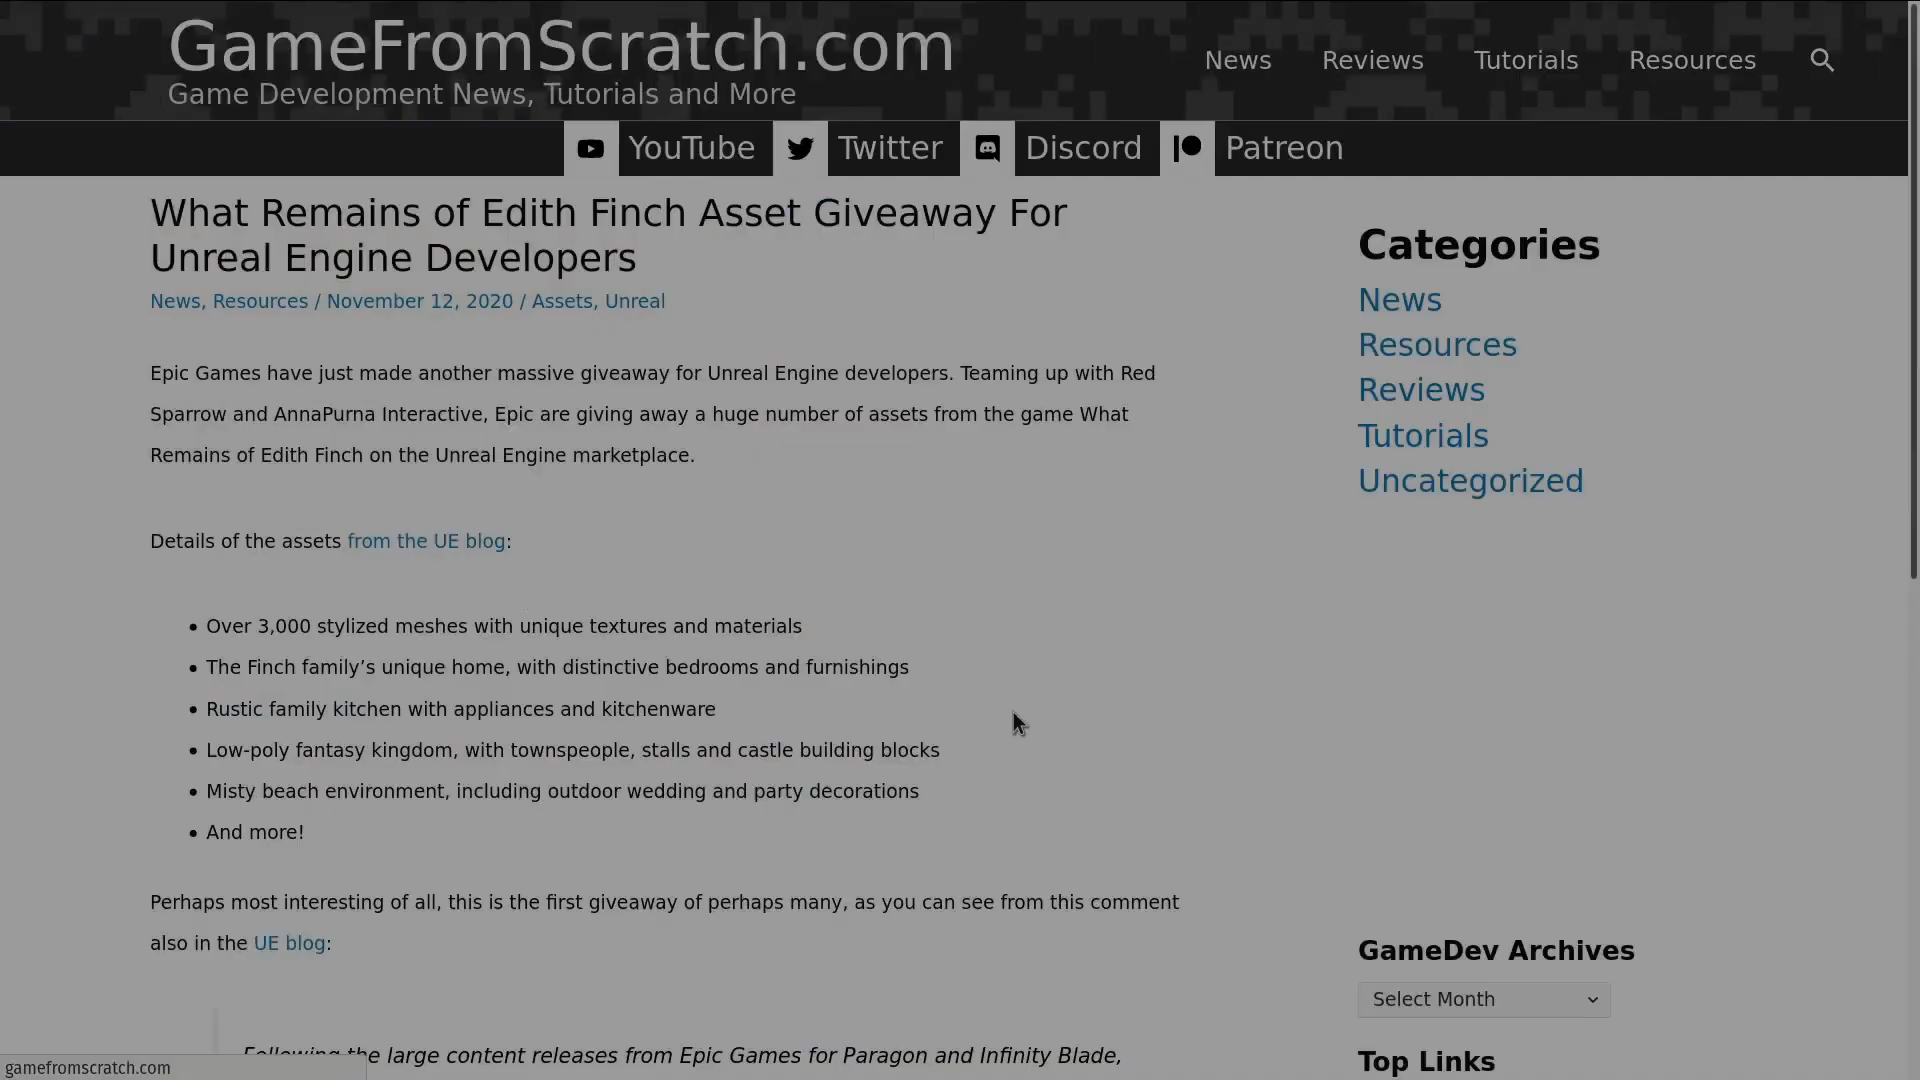 GameFromScratch.com
Game Development News, Tutorials and More
News Reviews Tutorials Resources
YouTube Twitter Discord Patreon
What Remains of Edith Finch Asset Giveaway For
Unreal Engine Developers
News, Resources / November 12, 2020 / Assets, Unreal
Epic Games have just made another massive giveaway for Unreal Engine developers. Teaming up with Red
Sparrow and AnnaPurna Interactive, Epic are giving away a huge number of assets from the game What
Remains of Edith Finch on the Unreal Engine marketplace.
Details of the assets from the UE blog:
• Over 3,000 stylized meshes with unique textures and materials
• The Finch family’s unique home, with distinctive bedrooms and furnishings
• Rustic family kitchen with appliances and kitchenware
• Low-poly fantasy kingdom, with townspeople, stalls and castle building blocks
• Misty beach environment, including outdoor wedding and party decorations
• And more!
Perhaps most interesting of all, this is the first giveaway of perhaps many, as you can see from this comment
also in the UE blog:
Following the large content releases from Epic Games for Paragon and Infinity Blade,
Categories
News
Resources
Reviews
Tutorials
Uncategorized
GameDev Archives
Select Month
Top Links
gamefromscratch.com